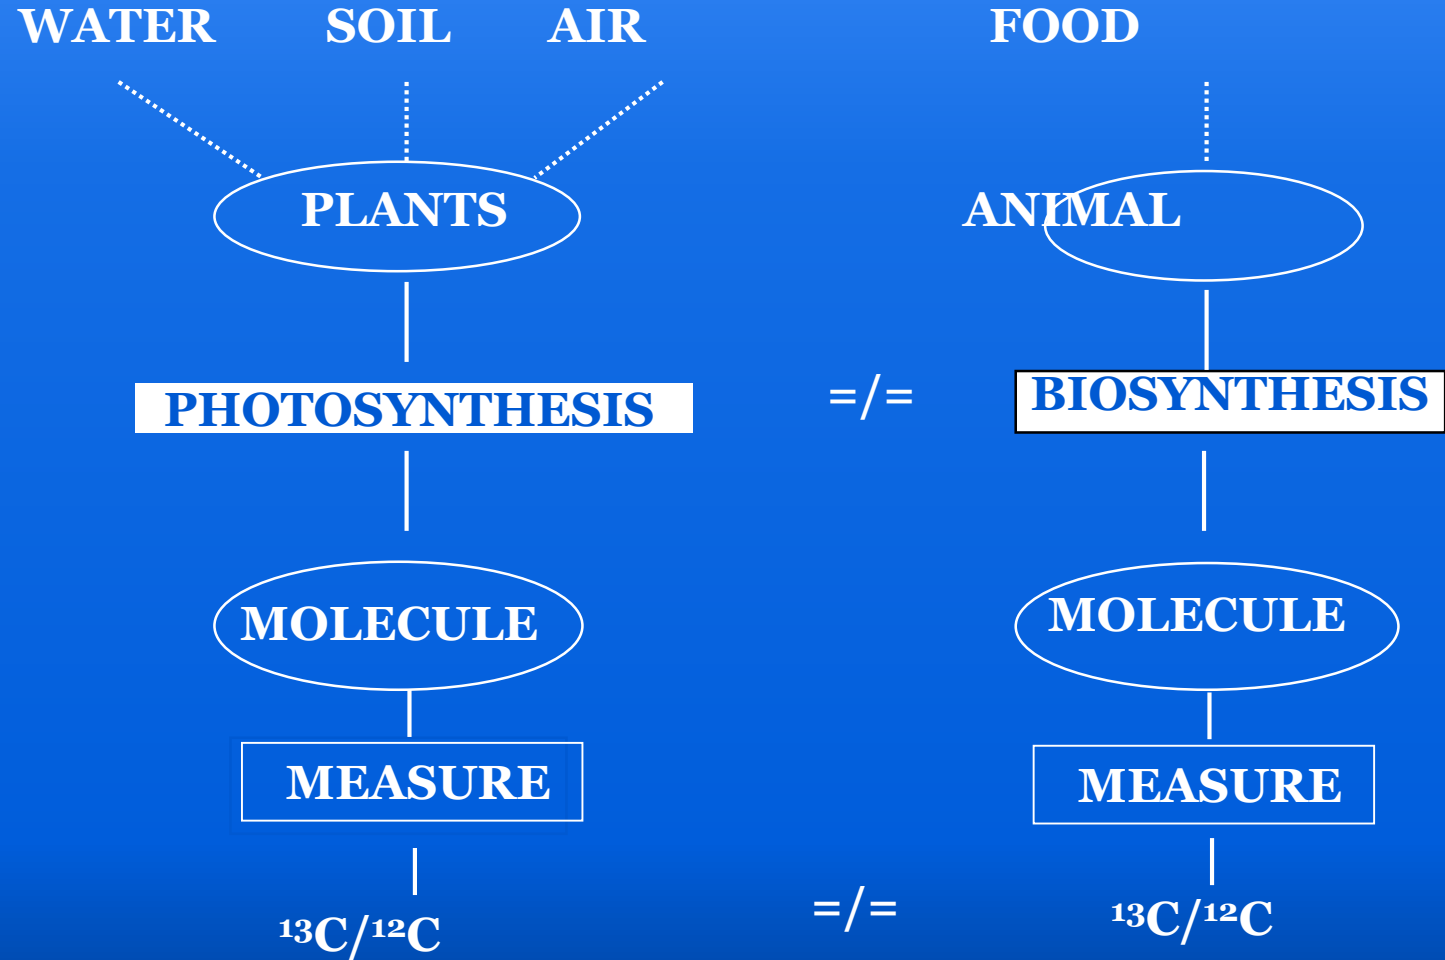 WATER SOIL AIR FOOD
PLANTS ANIMAL
PHOTOSYNTHESIS =/= BIOSYNTHESIS
MOLECULE MOLECULE
MEASURE MEASURE
¹³C/¹²C =/= ¹³C/¹²C